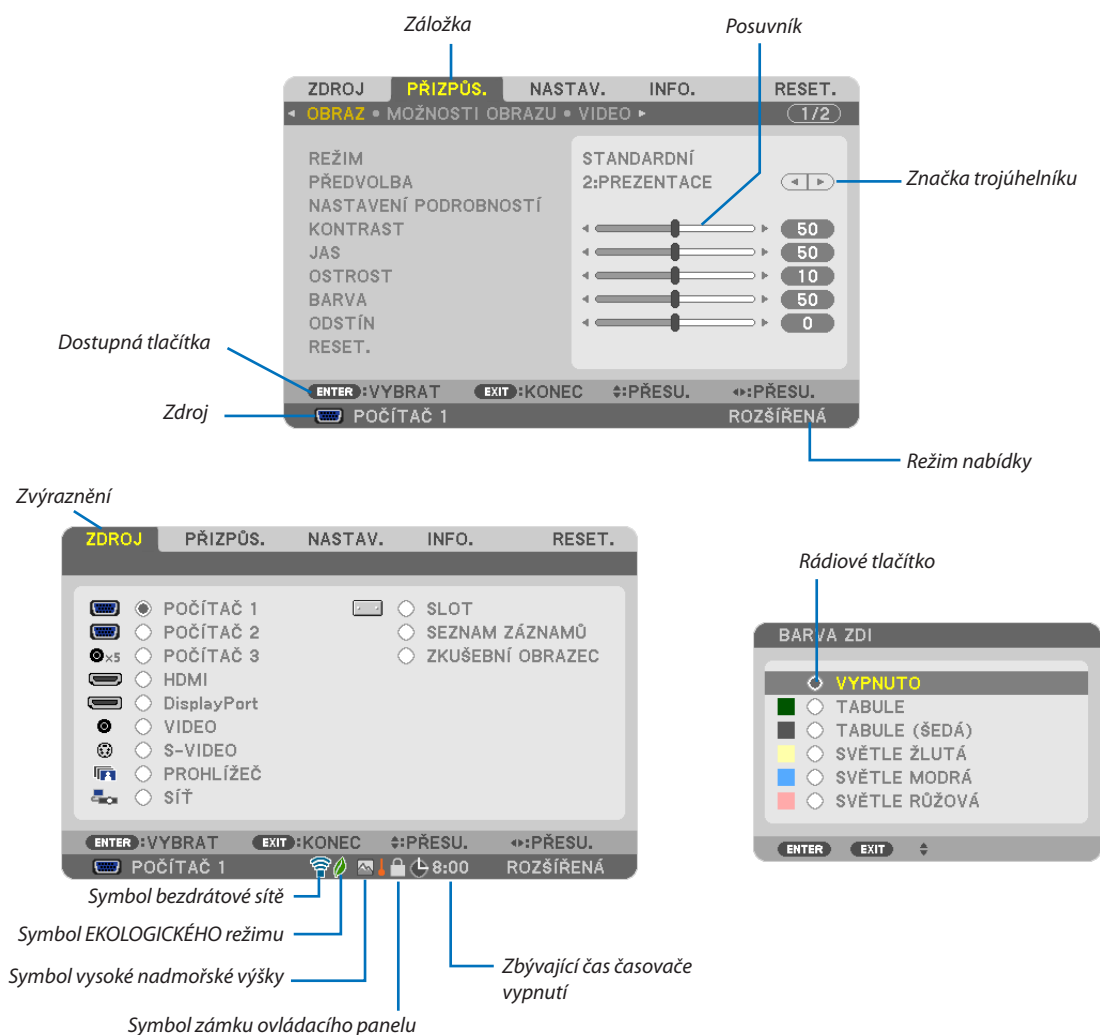 Záložka
Posuvník
ZDROJ PŘIZPŮS. NASTAV. INFO. RESET.
OBRAZ • MOŽNOSTI OBRAZU • VIDEO 1/2
REŽIM STANDARDNÍ
PŘEDVOLBA 2:PREZENTACE
Značka trojúhelníku
NASTAVENÍ PODROBNOSTÍ
KONTRAST 50
JAS 50
OSTROST 10
BARVA 50
ODSTÍN 0
RESET.
Dostupná tlačítka
ENTER :VYBRAT EXIT :KONEC :PŘESU. :PŘESU.
Zdroj
POČÍTAČ 1 ROZŠÍŘENÁ
Režim nabídky
Zvýraznění
ZDROJ PŘIZPŮS. NASTAV. INFO. RESET.
POČÍTAČ 1 SLOT
POČÍTAČ 2 SEZNAM ZÁZNAMŮ
×5 POČÍTAČ 3 ZKUŠEBNÍ OBRAZEC
HDMI
DisplayPort
VIDEO
S-VIDEO
PROHLÍŽEČ
SÍŤ
ENTER :VYBRAT EXIT :KONEC :PŘESU. :PŘESU.
POČÍTAČ 1 8:00 ROZŠÍŘENÁ
Rádiové tlačítko
BARVA ZDI
VYPNUTO
TABULE
TABULE (ŠEDÁ)
SVĚTLE ŽLUTÁ
SVĚTLE MODRÁ
SVĚTLE RŮŽOVÁ
ENTER EXIT
Symbol bezdrátové sítě
Symbol EKOLOGICKÉHO režimu
Symbol vysoké nadmořské výšky
Zbývající čas časovače
vypnutí
Symbol zámku ovládacího panelu